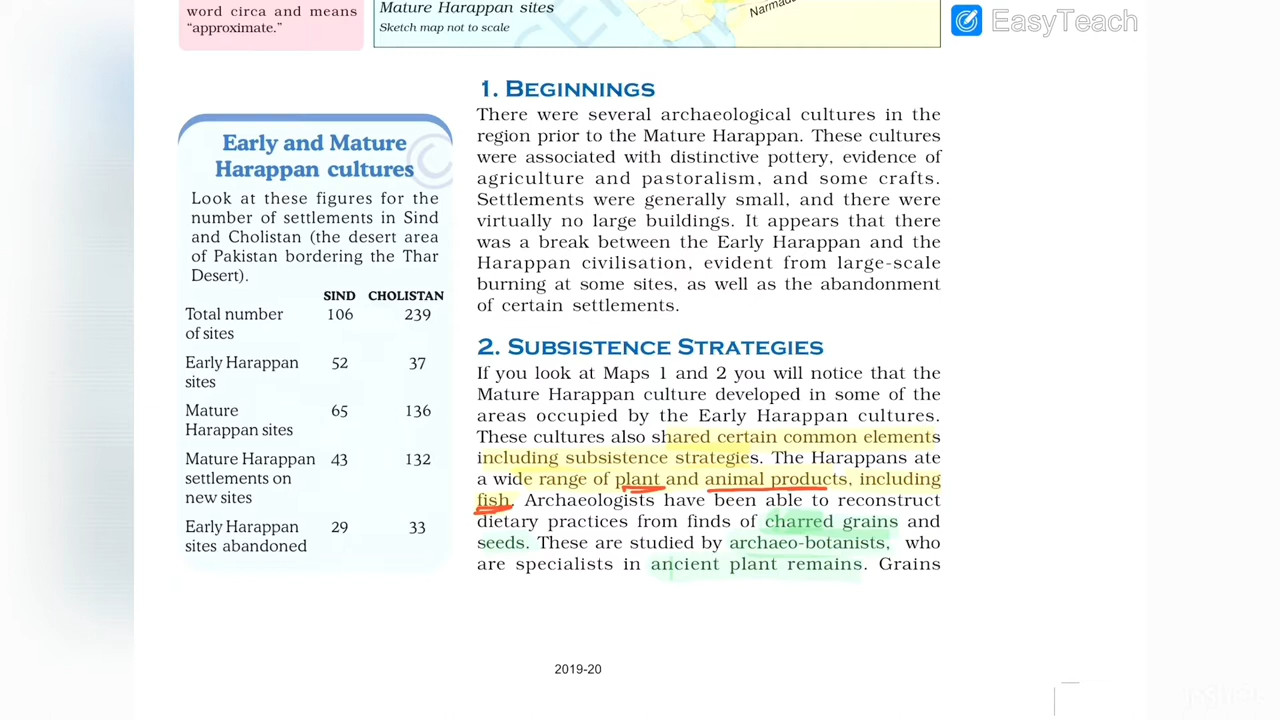 word circa and means
“approximate.”
Mature Harappan sites
Sketch map not to scale
Narmad
EasyTeach
1. BEGINNINGS
There were several archaeological cultures in the
region prior to the Mature Harappan. These cultures
were associated with distinctive pottery, evidence of
agriculture and pastoralism, and some crafts.
Settlements were generally small, and there were
virtually no large buildings. It appears that there
was a break between the Early Harappan and the
Harappan civilisation, evident from large-scale
burning at some sites, as well as the abandonment
of certain settlements.
Early and Mature
Harappan cultures
Look at these figures for the
number of settlements in Sind
and Cholistan (the desert area
of Pakistan bordering the Thar
Desert).
SIND CHOLISTAN
Total number 106 239
of sites
Early Harappan 52 37
sites
Mature 65 136
Harappan sites
Mature Harappan 43 132
settlements on
new sites
Early Harappan 29 33
sites abandoned
2. SUBSISTENCE STRATEGIES
If you look at Maps 1 and 2 you will notice that the
Mature Harappan culture developed in some of the
areas occupied by the Early Harappan cultures.
These cultures also shared certain common elements
including subsistence strategies. The Harappans ate
a wide range of plant and animal products, including
fish. Archaeologists have been able to reconstruct
dietary practices from finds of charred grains and
seeds. These are studied by archaeo-botanists, who
are specialists in ancient plant remains. Grains
2019-20